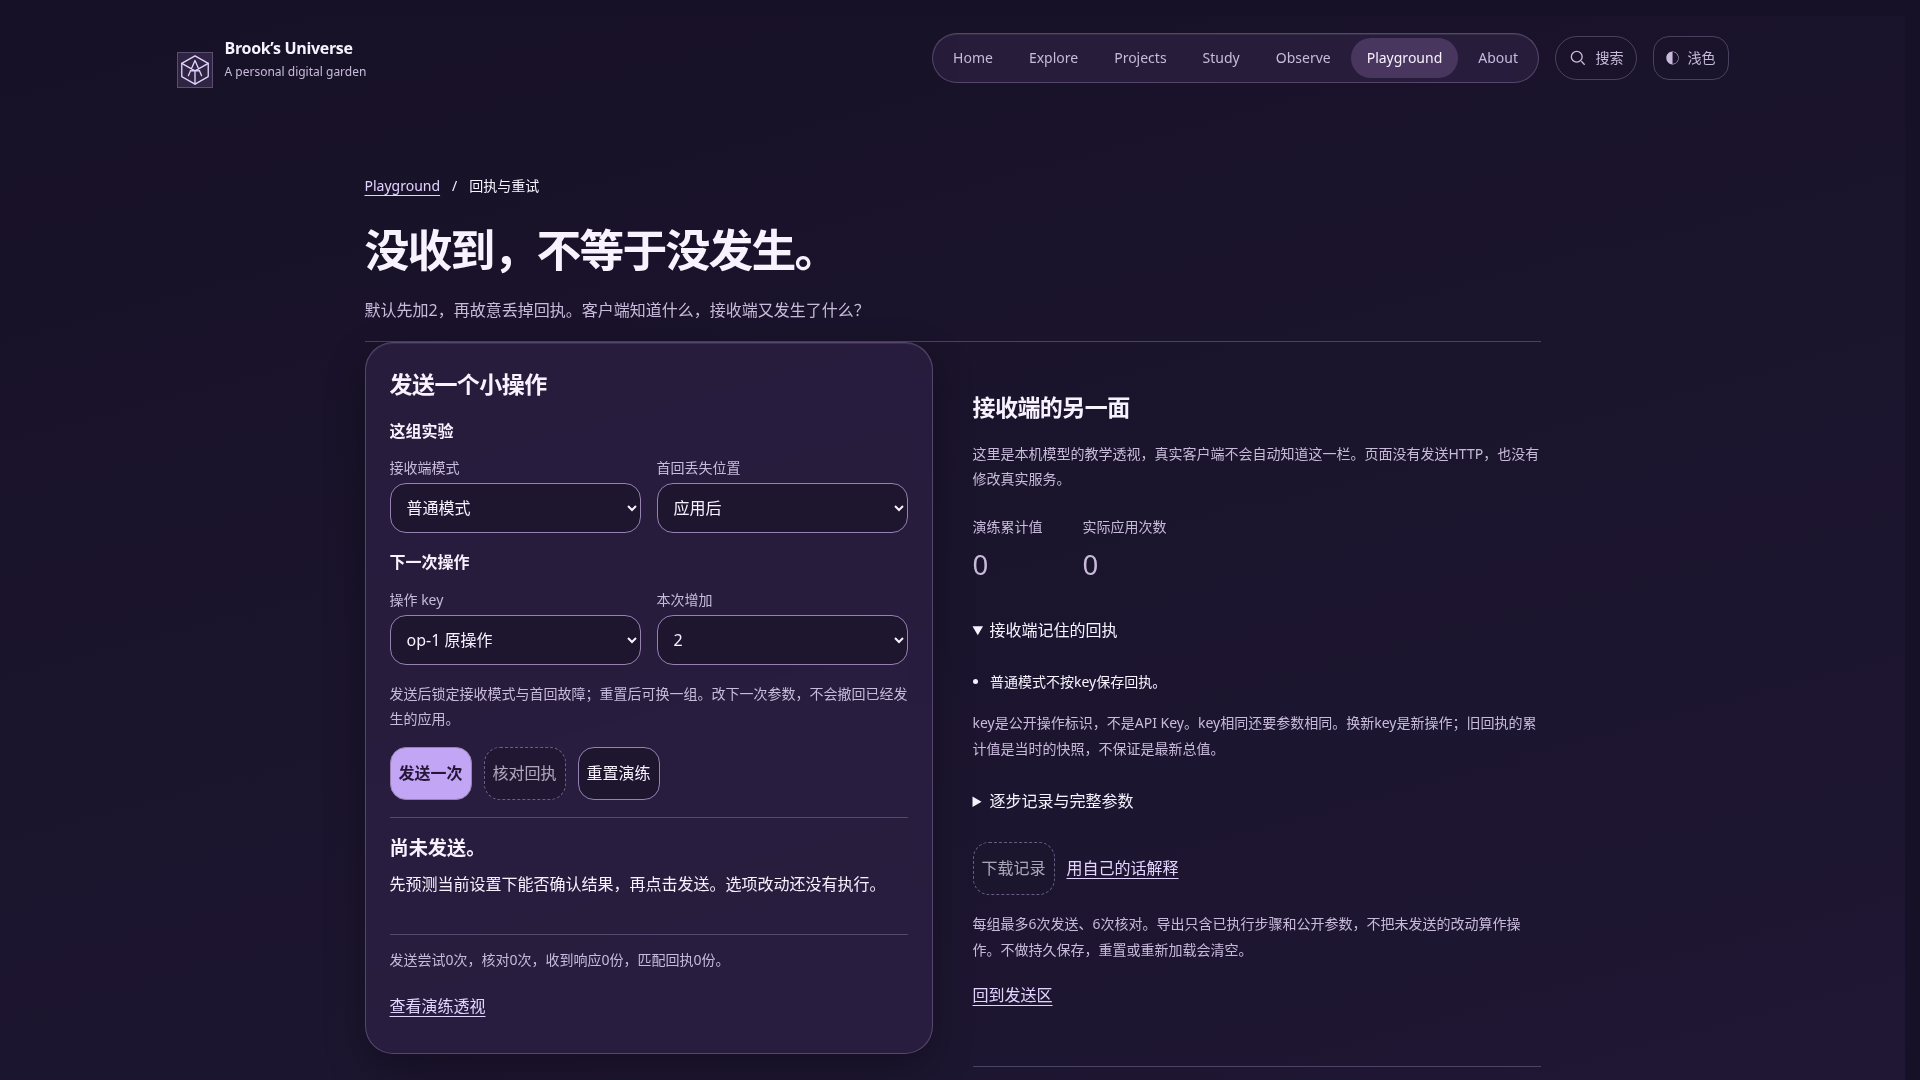 Brook’s Universe
A personal digital garden
Home
Explore
Projects
Study
Observe
Playground
About
搜索
浅色
Playground / 回执与重试
没收到，不等于没发生。
默认先加2，再故意丢掉回执。客户端知道什么，接收端又发生了什么？
发送一个小操作
这组实验
接收端模式
首回丢失位置
普通模式
应用后
下一次操作
操作 key
本次增加
op-1 原操作
2
发送后锁定接收模式与首回故障；重置后可换一组。改下一次参数，不会撤回已经发
生的应用。
发送一次
核对回执
重置演练
尚未发送。
先预测当前设置下能否确认结果，再点击发送。选项改动还没有执行。
发送尝试0次，核对0次，收到响应0份，匹配回执0份。
查看演练透视
接收端的另一面
这里是本机模型的教学透视，真实客户端不会自动知道这一栏。页面没有发送HTTP，也没有
修改真实服务。
演练累计值
实际应用次数
0
0
接收端记住的回执
普通模式不按key保存回执。
key是公开操作标识，不是API Key。key相同还要参数相同。换新key是新操作；旧回执的累
计值是当时的快照，不保证是最新总值。
逐步记录与完整参数
下载记录
用自己的话解释
每组最多6次发送、6次核对。导出只含已执行步骤和公开参数，不把未发送的改动算作操
作。不做持久保存，重置或重新加载会清空。
回到发送区